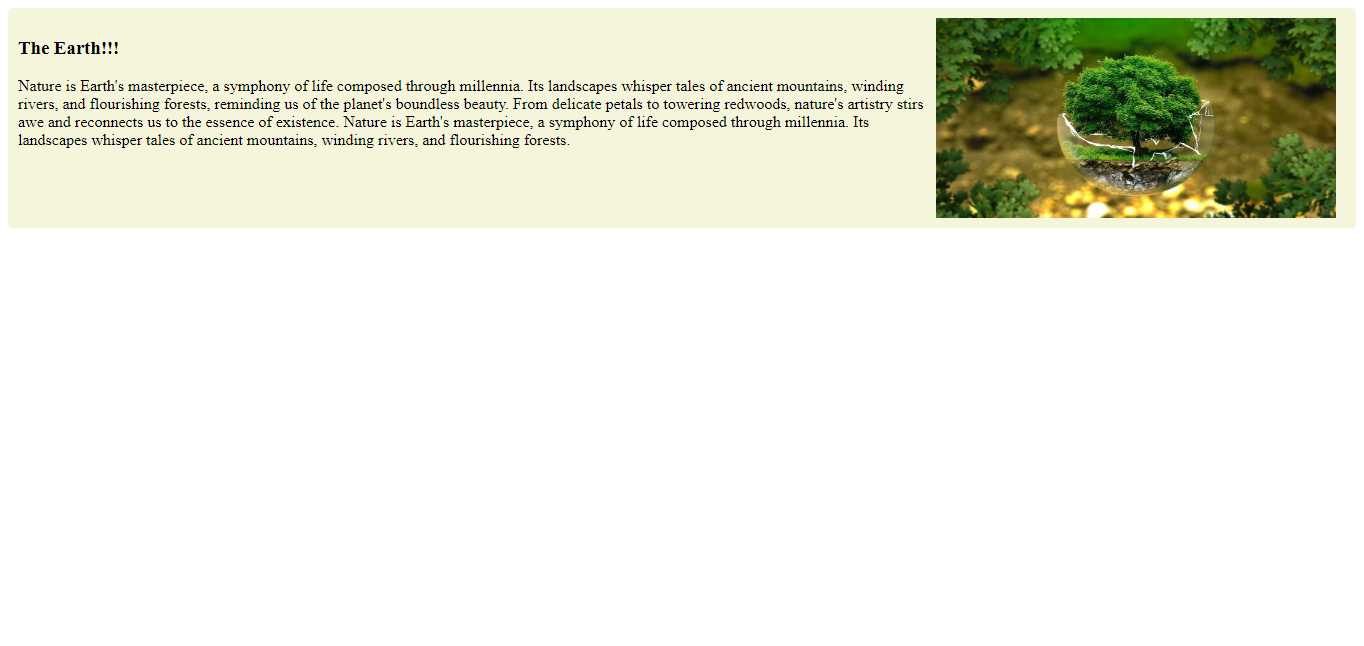 The Earth!!!
Nature is Earth's masterpiece, a symphony of life composed through millennia. Its landscapes whisper tales of ancient mountains, winding
rivers, and flourishing forests, reminding us of the planet's boundless beauty. From delicate petals to towering redwoods, nature's artistry stirs
awe and reconnects us to the essence of existence. Nature is Earth's masterpiece, a symphony of life composed through millennia. Its
landscapes whisper tales of ancient mountains, winding rivers, and flourishing forests.